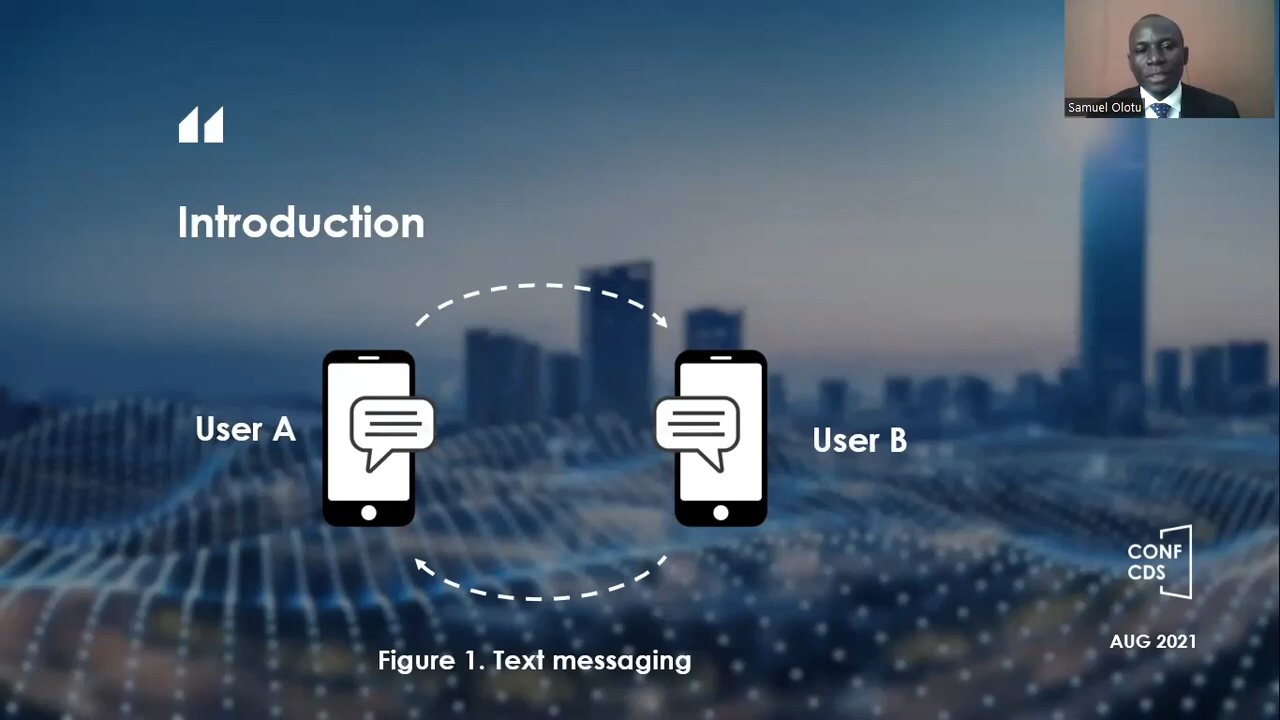 Samuel Olotu
“
Introduction
User A
User B
CONF
CDS
AUG 2021
Figure 1. Text messaging